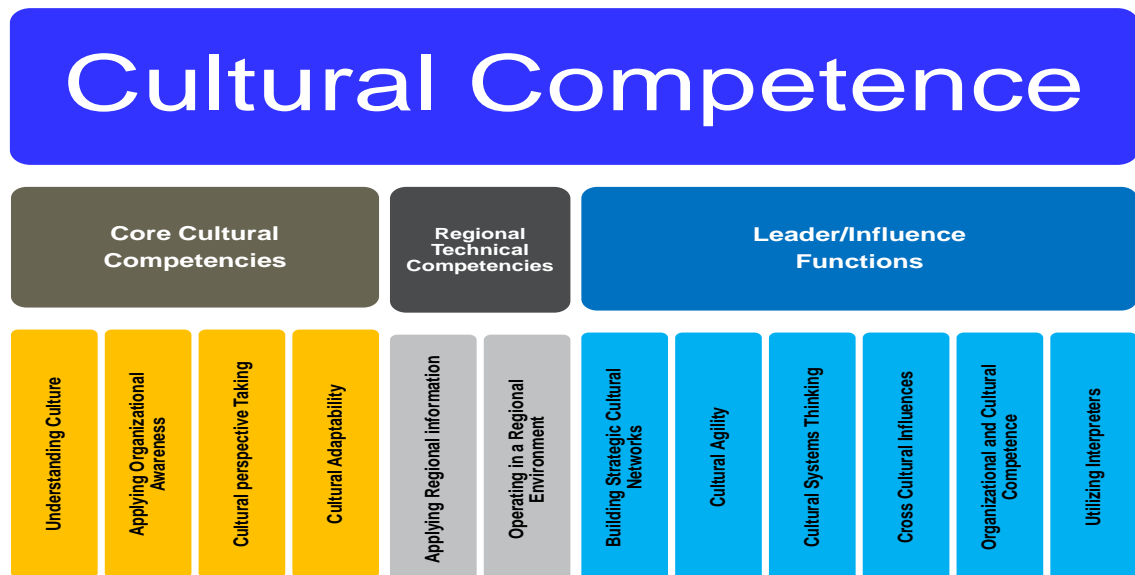 Cultural Competence
Core Cultural
Competencies
Regional
Technical
Competencies
Leader/Influence
Functions
Understanding Culture
Applying Organizational
Awareness
Cultural perspective Taking
Cultural Adaptability
Applying Regional information
Operating in a Regional
Environment
Building Strategic Cultural
Networks
Cultural Agility
Cultural Systems Thinking
Cross Cultural Influences
Organizational and Cultural
Competence
Utilizing Interpreters